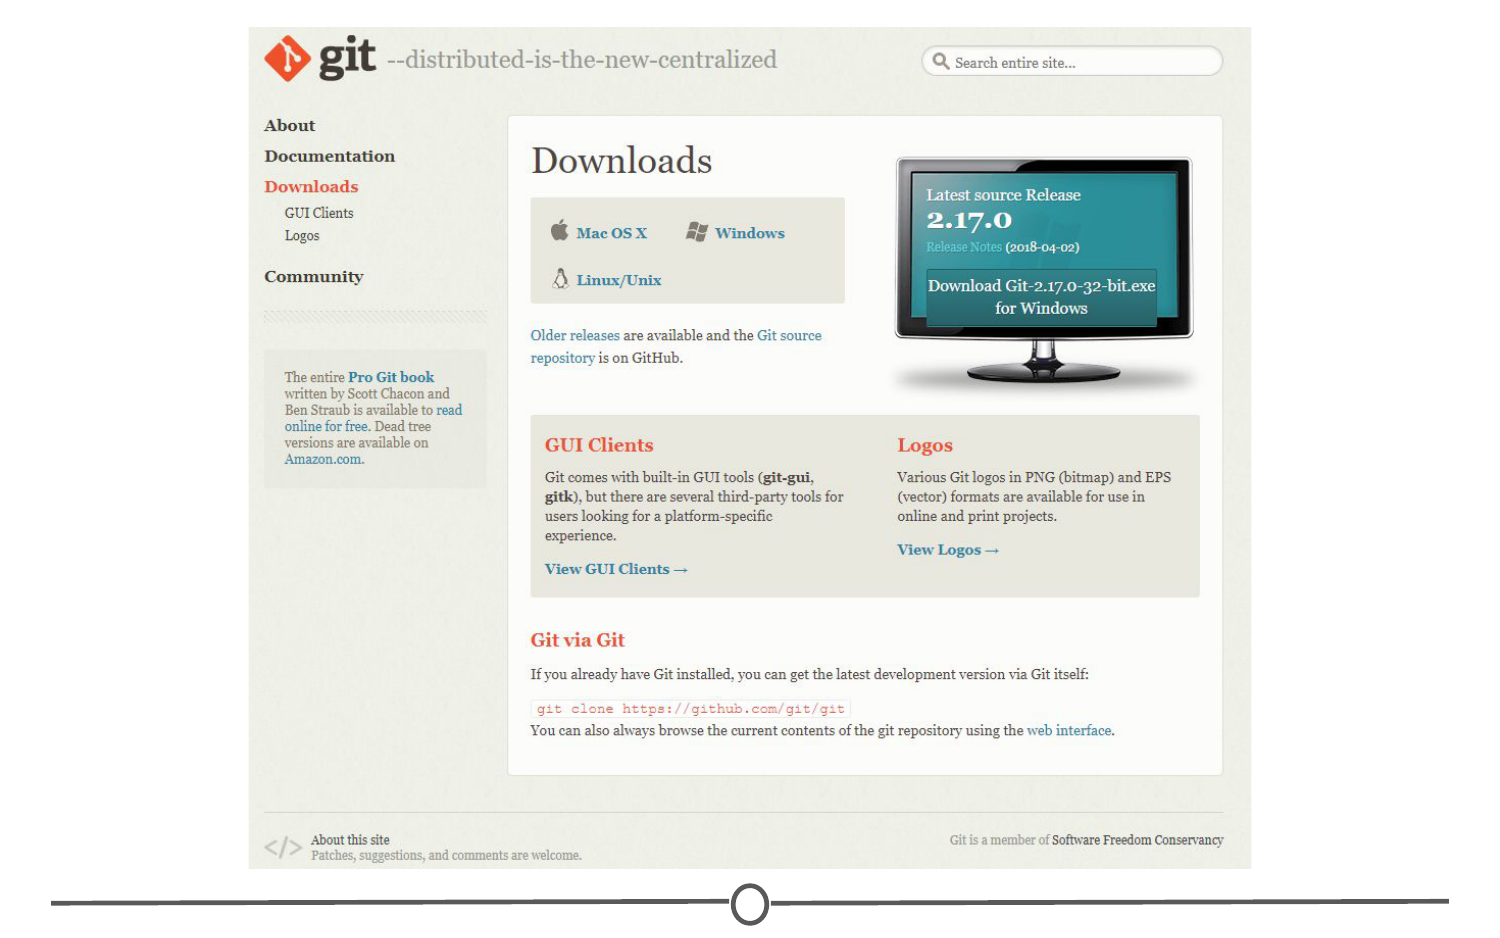 git --distributed-is-the-new-centralized
Search entire site...
About
Documentation
Downloads
GUI Clients
Logos
Community
The entire Pro Git book
written by Scott Chacon and
Ben Straub is available to read
online for free. Dead tree
versions are available on
Amazon.com.
Downloads
Mac OS X
Windows
Linux/Unix
Older releases are available and the Git source
repository is on GitHub.
Latest source Release
2.17.0
Release Notes (2018-04-02)
Download Git-2.17.0-32-bit.exe
for Windows
GUI Clients
Git comes with built-in GUI tools (git-gui,
gitk), but there are several third-party tools for
users looking for a platform-specific
experience.
View GUI Clients →
Logos
Various Git logos in PNG (bitmap) and EPS
(vector) formats are available for use in
online and print projects.
View Logos →
Git via Git
If you already have Git installed, you can get the latest development version via Git itself:
git clone https://github.com/git/git
You can also always browse the current contents of the git repository using the web interface.
</> About this site
Patches, suggestions, and comments are welcome.
Git is a member of Software Freedom Conservancy